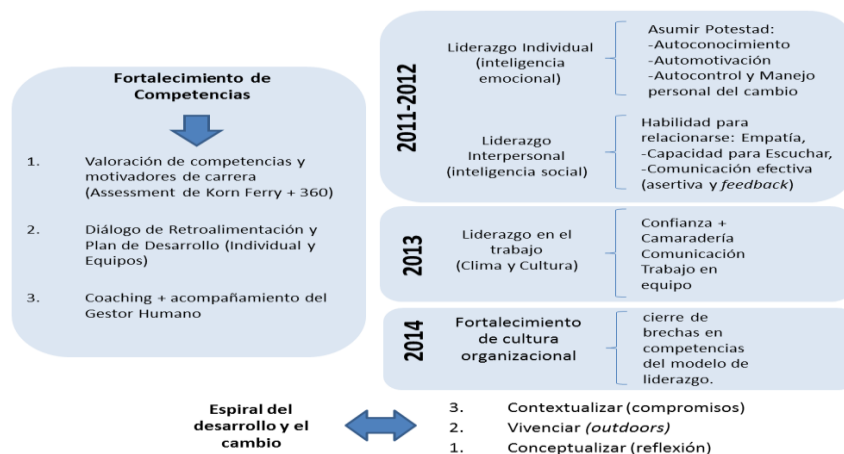 Fortalecimiento de
Competencias
1. Valoración de competencias y
motivadores de carrera
(Assessment de Korn Ferry + 360)
2. Diálogo de Retroalimentación y
Plan de Desarrollo (Individual y
Equipos)
3. Coaching + acompañamiento del
Gestor Humano
2011-2012
Liderazgo Individual
(inteligencia
emocional)
Asumir Potestad:
-Autoconocimiento
-Automotivación
-Autocontrol y Manejo
personal del cambio
Liderazgo
Interpersonal
(inteligencia social)
Habilidad para
relacionarse: Empatía,
-Capacidad para Escuchar,
-Comunicación efectiva
(asertiva y feedback)
2013
Liderazgo en el
trabajo
(Clima y Cultura)
Confianza +
Camaradería
Comunicación
Trabajo en
equipo
2014
Fortalecimiento
de cultura
organizacional
cierre de
brechas en
competencias
del modelo de
liderazgo.
Espiral del
desarrollo y el
cambio
3. Contextualizar (compromisos)
2. Vivenciar (outdoors)
1. Conceptualizar (reflexión)